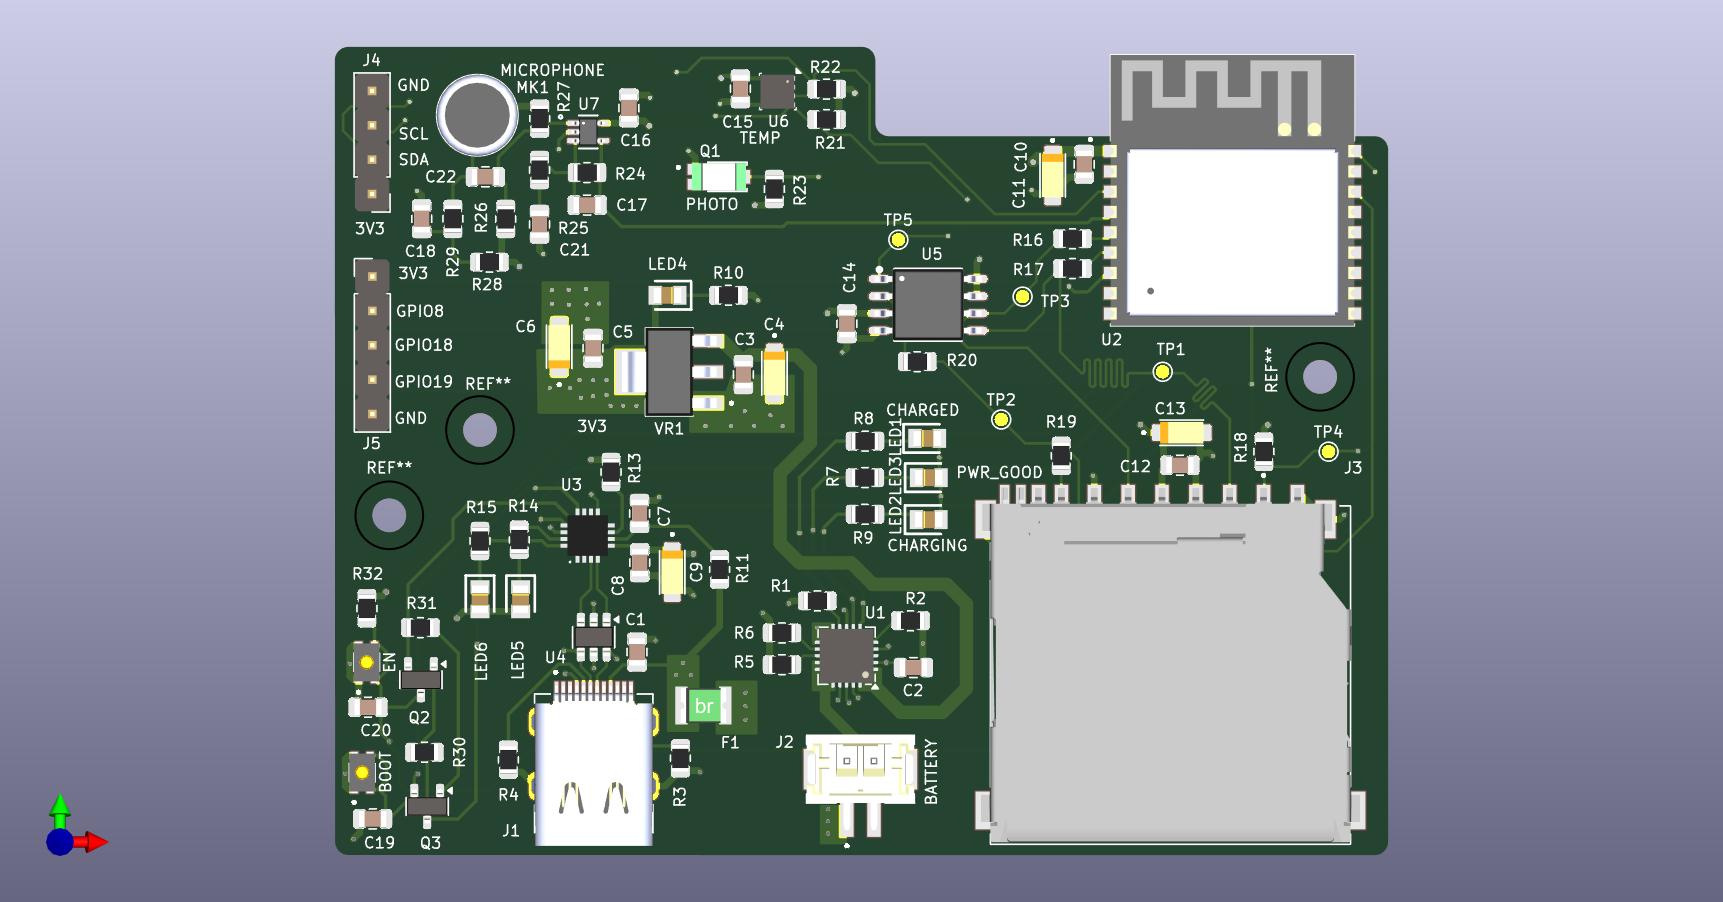 J4
GND
SCL
SDA
3V3
MICROPHONE
MK1
R27
U7
C16
C22
R24
C17
R26
R25
C21
C18
R29
R28
C15
U6
TEMP
R22
R21
Q1
PHOTO
R23
C10
C11
TP5
U5
C14
R16
R17
TP3
U2
3V3
GPIO8
GPIO18
GPIO19
GND
J5
REF**
REF**
LED4
R10
C6
C5
C3
C4
3V3
VR1
R20
TP1
REF**
TP2
R19
C13
C12
R18
TP4
J3
CHARGED
R8
LED1
R7
LED3
PWR_GOOD
R9
LED2
CHARGING
U3
R13
R15
R14
C7
C8
C9
R11
R32
R31
EN
LED6
LED5
U4
C1
R1
R6
R5
U1
R2
C2
Q2
C20
R30
BOOT
C19
Q3
R4
J1
R3
br
F1
J2
BATTERY